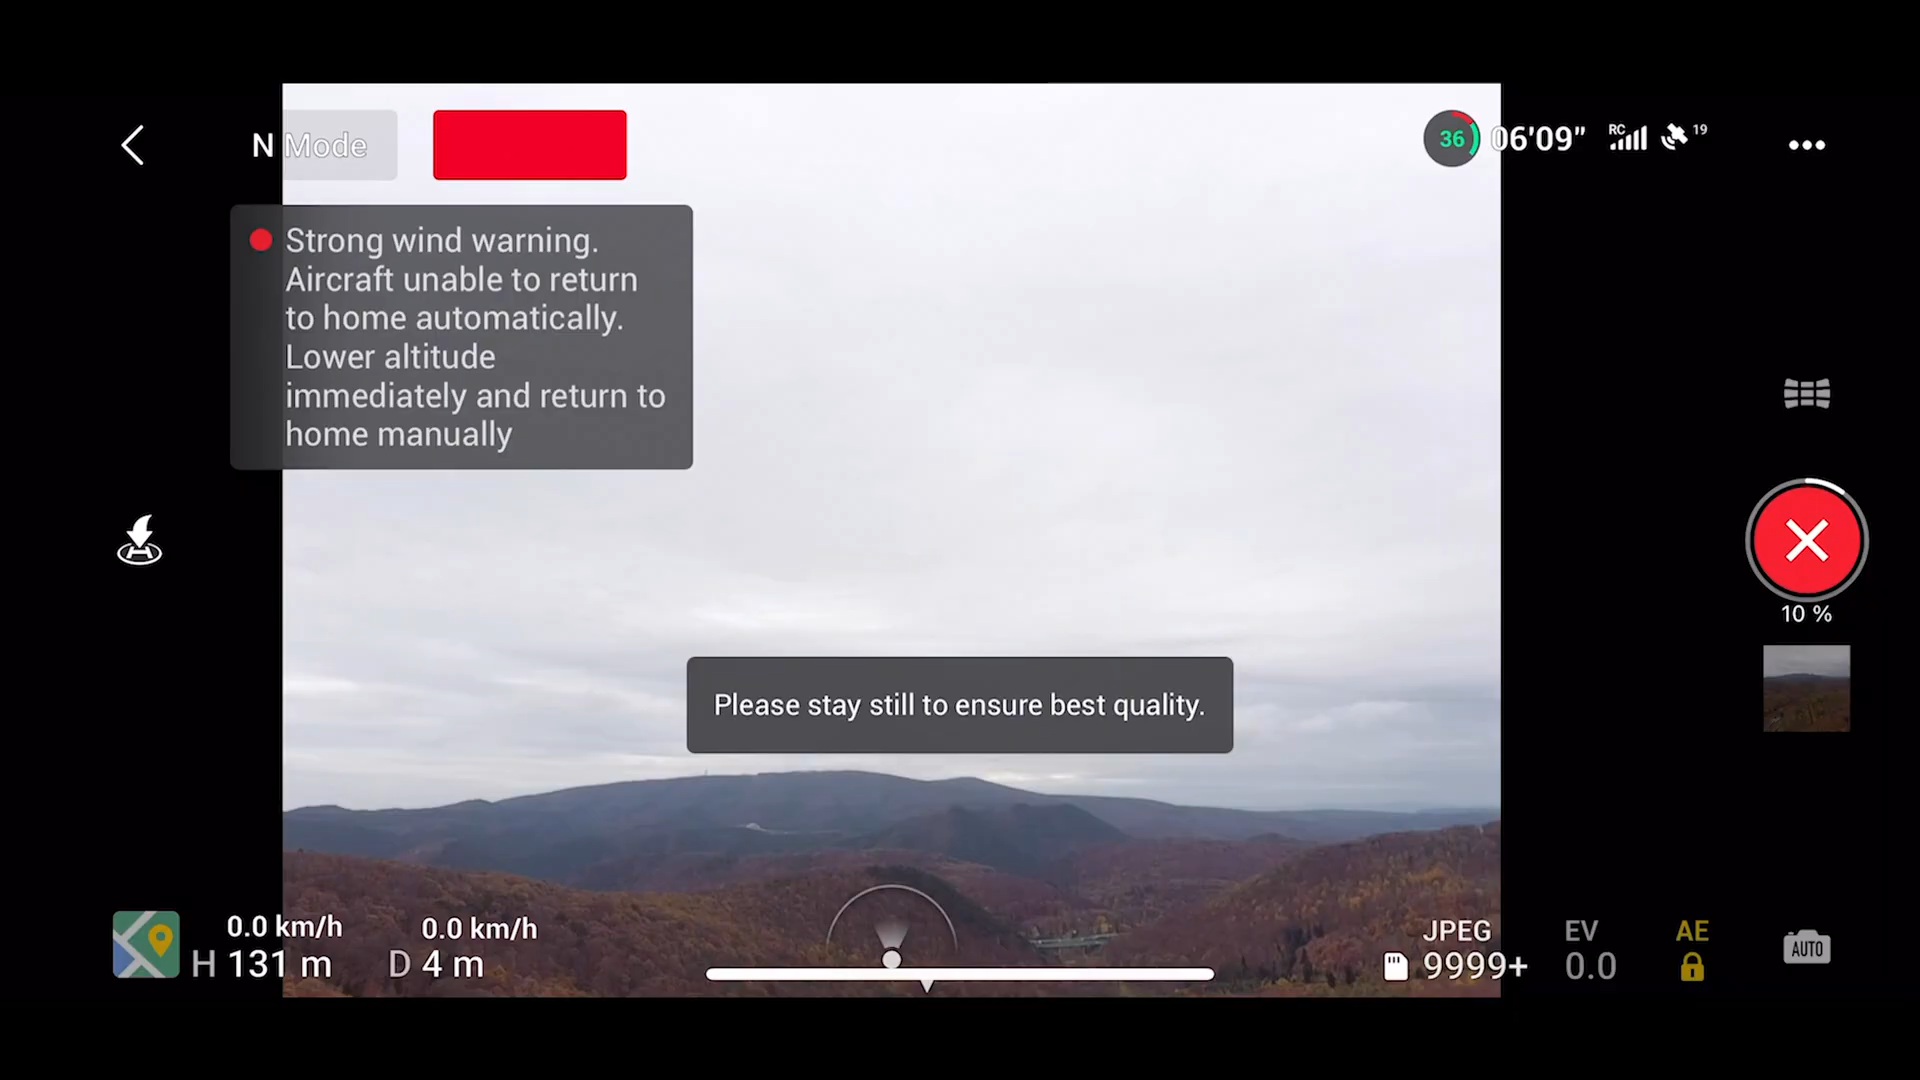 N Mode
36 06'09" RC 19
Strong wind warning.
Aircraft unable to return
to home automatically.
Lower altitude
immediately and return to
home manually
10 %
Please stay still to ensure best quality.
0.0 km/h 0.0 km/h
H 131 m D 4 m
JPEG EV AE
9999+ 0.0 AUTO